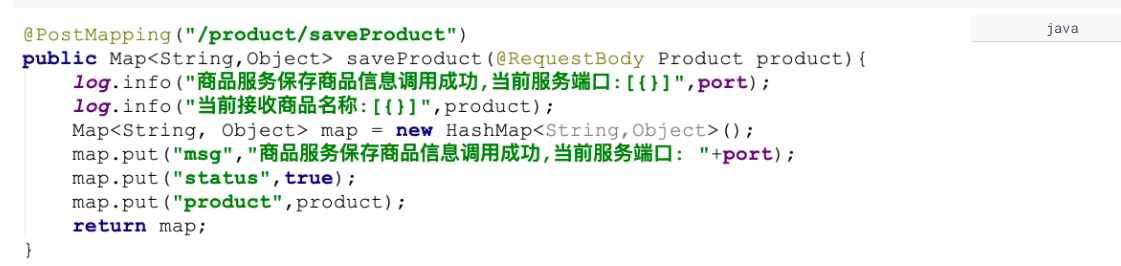 java
@PostMapping("/product/saveProduct")
public Map<String,Object> saveProduct(@RequestBody Product product){
    log.info("商品服务保存商品信息调用成功,当前服务端口:[{}]",port);
    log.info("当前接收商品名称:[{}]",product);
    Map<String, Object> map = new HashMap<String,Object>();
    map.put("msg","商品服务保存商品信息调用成功,当前服务端口: "+port);
    map.put("status",true);
    map.put("product",product);
    return map;
}